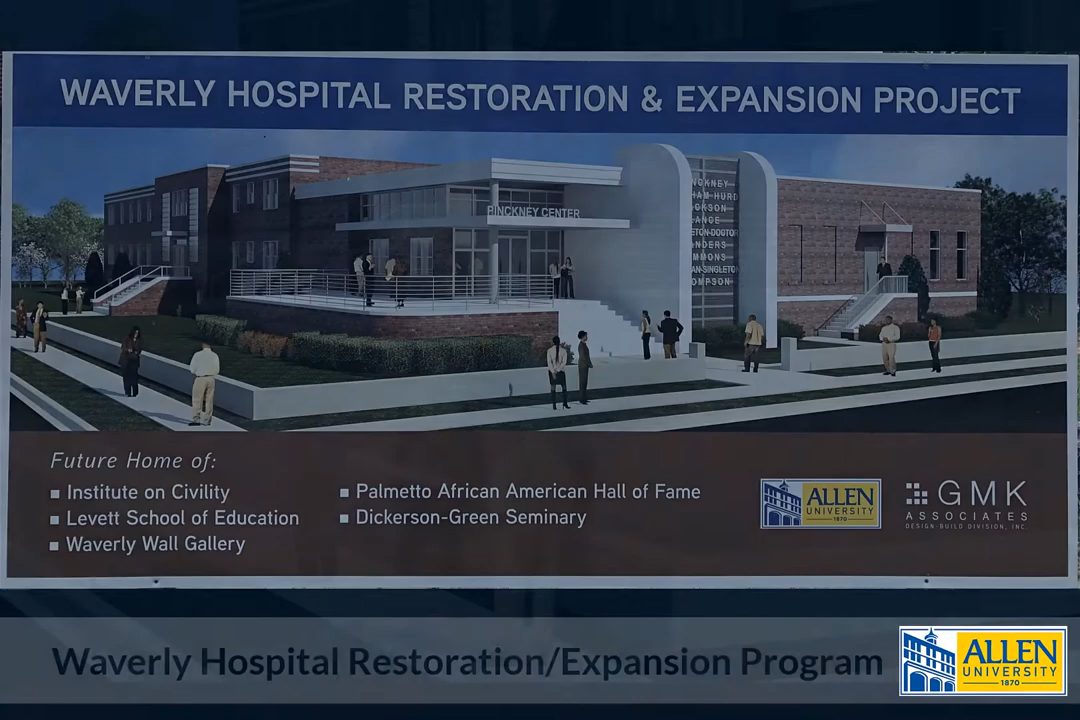 WAVERLY HOSPITAL RESTORATION & EXPANSION PROJECT
PINCKNEY CENTER
Future Home of:
■ Institute on Civility
■ Levett School of Education
■ Waverly Wall Gallery
■ Palmetto African American Hall of Fame
■ Dickerson-Green Seminary
ALLEN
UNIVERSITY
1870
GMK
ASSOCIATES
DESIGN-BUILD DIVISION, INC.
Waverly Hospital Restoration/Expansion Program
ALLEN
UNIVERSITY
1870